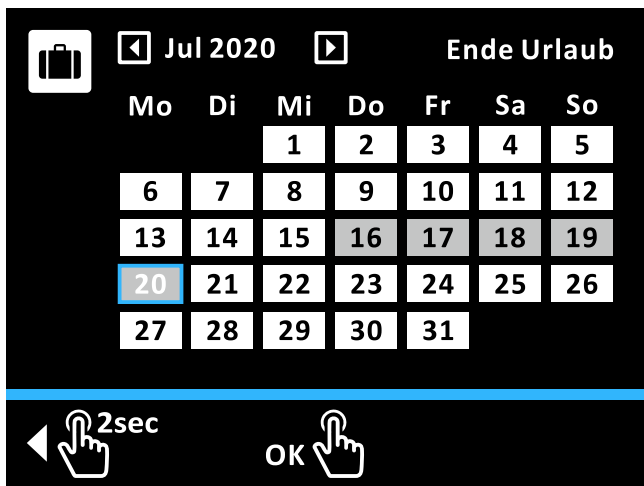 Jul 2020 Ende Urlaub
Mo Di Mi Do Fr Sa So
1 2 3 4 5
6 7 8 9 10 11 12
13 14 15 16 17 18 19
20 21 22 23 24 25 26
27 28 29 30 31
2sec
OK